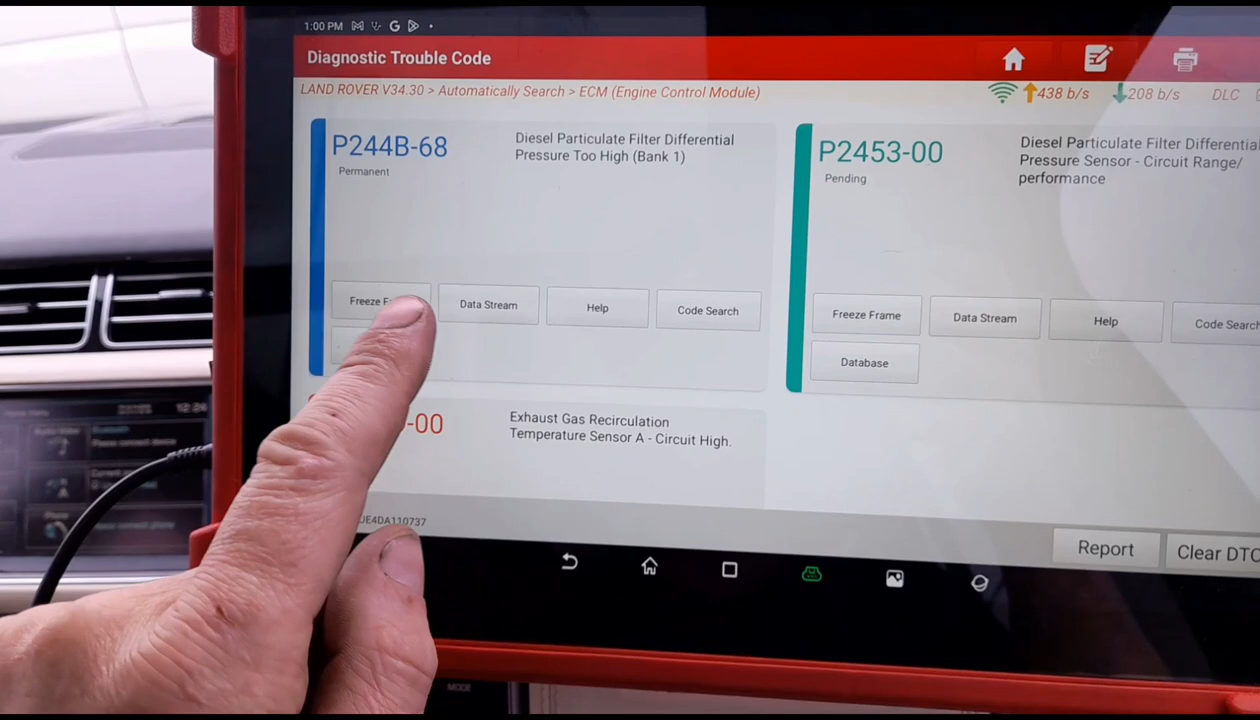 1:00 PM
Diagnostic Trouble Code
LAND ROVER V34.30 > Automatically Search > ECM (Engine Control Module)
438 b/s
208 b/s
DLC
P244B-68
Permanent
Diesel Particulate Filter Differential
Pressure Too High (Bank 1)
Freeze
Data Stream
Help
Code Search
P2453-00
Pending
Diesel Particulate Filter Differential
Pressure Sensor - Circuit Range/
performance
Freeze Frame
Data Stream
Help
Code Search
Database
-00
Exhaust Gas Recirculation
Temperature Sensor A - Circuit High.
JE4DA110737
Report
Clear DTC
MODE